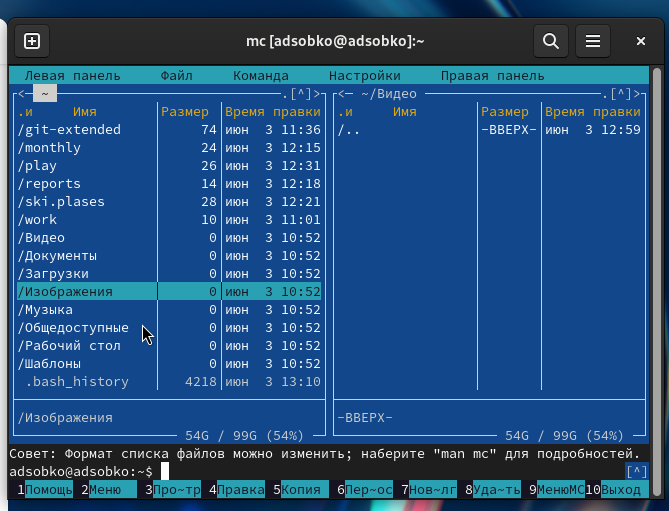 mc [adsobko@adsobko]:~
Левая панель Файл Команда Настройки Правая панель
<— ~ .[^]> <— ~/Видео .[^]>
.и Имя Размер Время правки .и Имя Размер Время правки
/git-extended 74 июн 3 11:36 /.. -ВВЕРХ- июн 3 12:59
/monthly 24 июн 3 12:15
/play 26 июн 3 12:31
/reports 14 июн 3 12:18
/ski.plases 28 июн 3 12:21
/work 10 июн 3 11:01
/Видео 0 июн 3 10:52
/Документы 0 июн 3 10:52
/Загрузки 0 июн 3 10:52
/Изображения 0 июн 3 10:52
/Музыка 0 июн 3 10:52
/Общедоступные 0 июн 3 10:52
/Рабочий стол 0 июн 3 10:52
/Шаблоны 0 июн 3 10:52
.bash_history 4218 июн 3 13:10
/Изображения -ВВЕРХ-
54G / 99G (54%) 54G / 99G (54%)
Совет: Формат списка файлов можно изменить; наберите "man mc" для подробностей.
adsobko@adsobko:~$ [^]
1Помощь 2Меню 3Про~тр 4Правка 5Копия 6Пер~ос 7Нов~лг 8Уда~ть 9МенюMC 10Выход